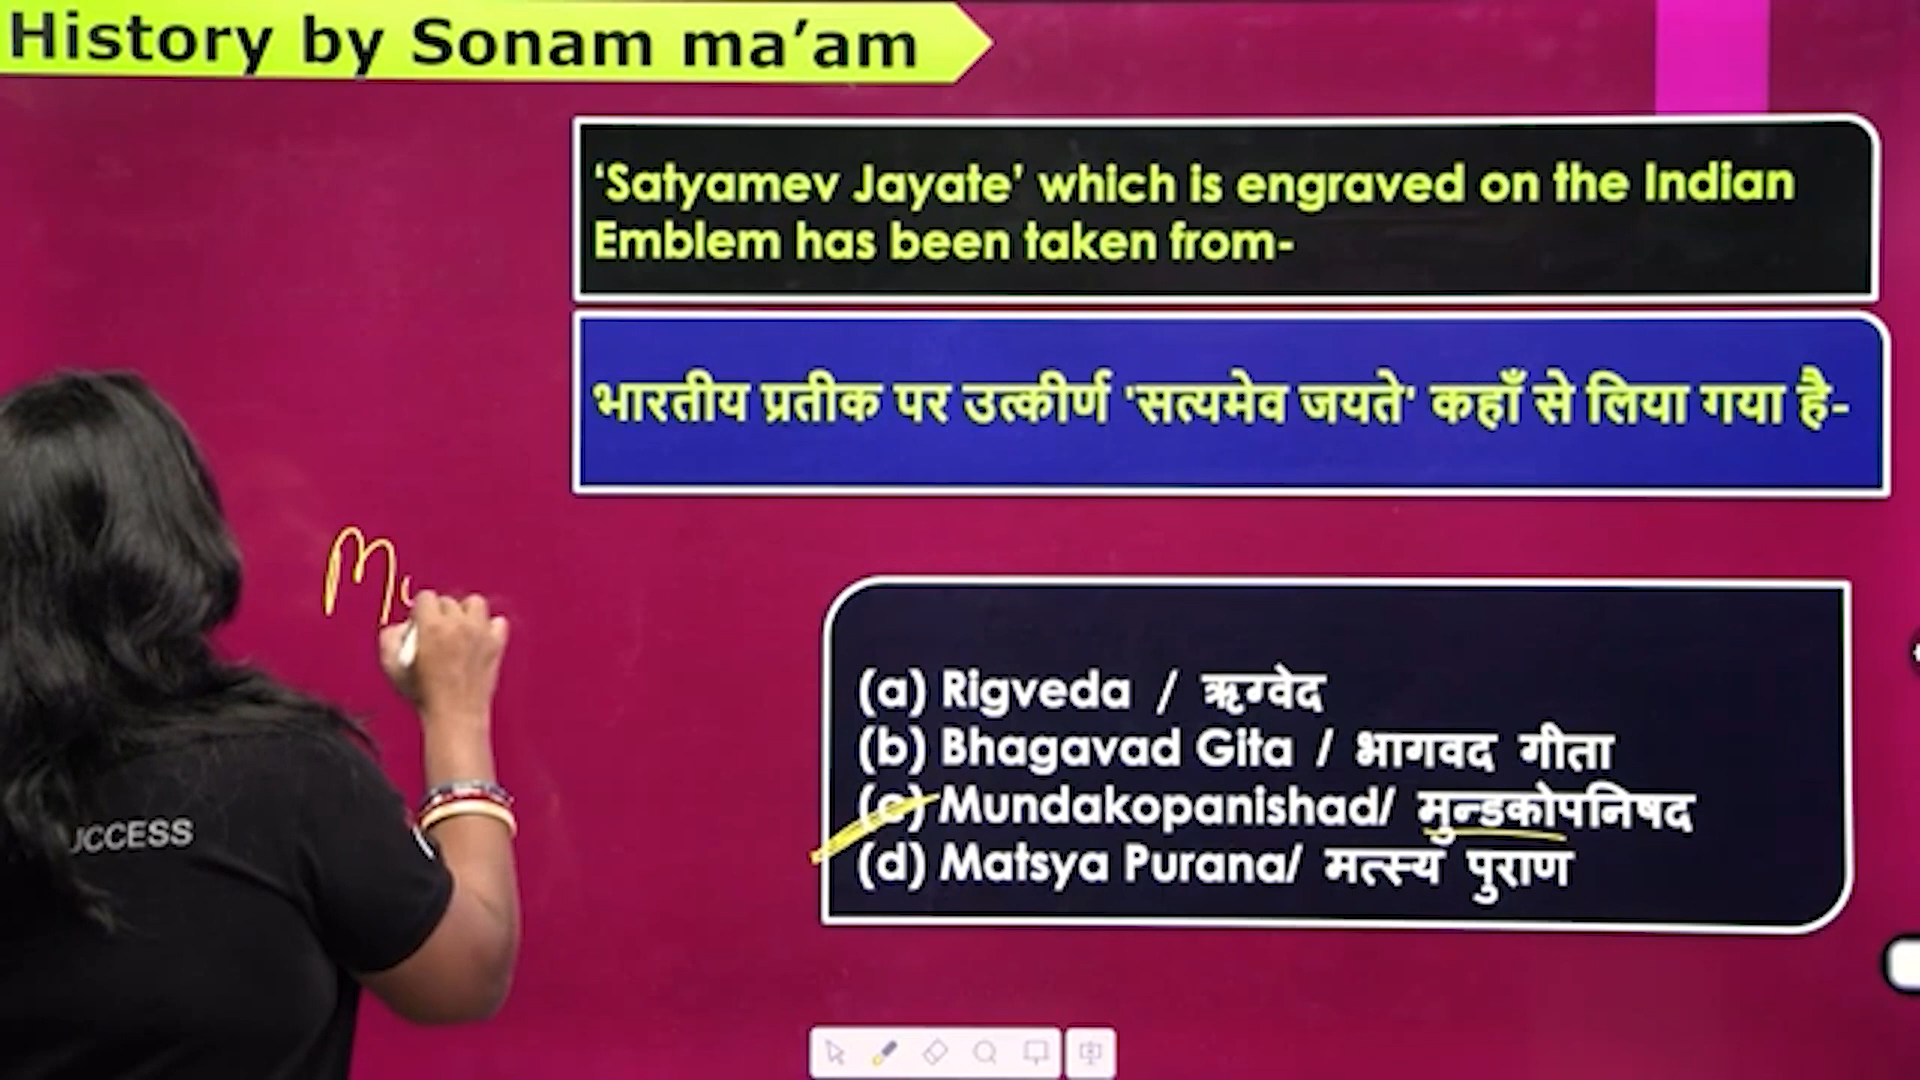 History by Sonam ma’am
‘Satyamev Jayate’ which is engraved on the Indian
Emblem has been taken from-
भारतीय प्रतीक पर उत्कीर्ण 'सत्यमेव जयते' कहाँ से लिया गया है-
Mu
(a) Rigveda / ऋग्वेद
(b) Bhagavad Gita / भागवद गीता
(c) Mundakopanishad/ मुन्डकोपनिषद
(d) Matsya Purana/ मत्स्य पुराण
UCCESS